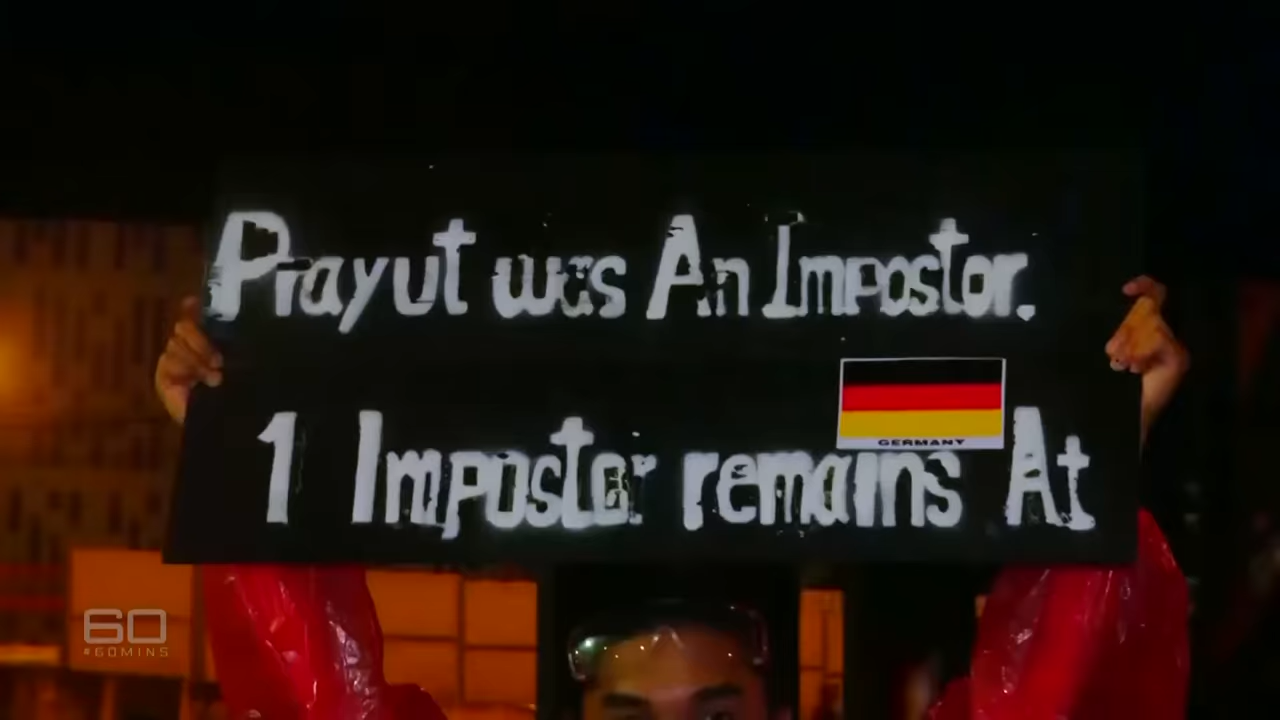 Prayut was An Impostor.
GERMANY
1 Impostor remains At
60
#60MINS